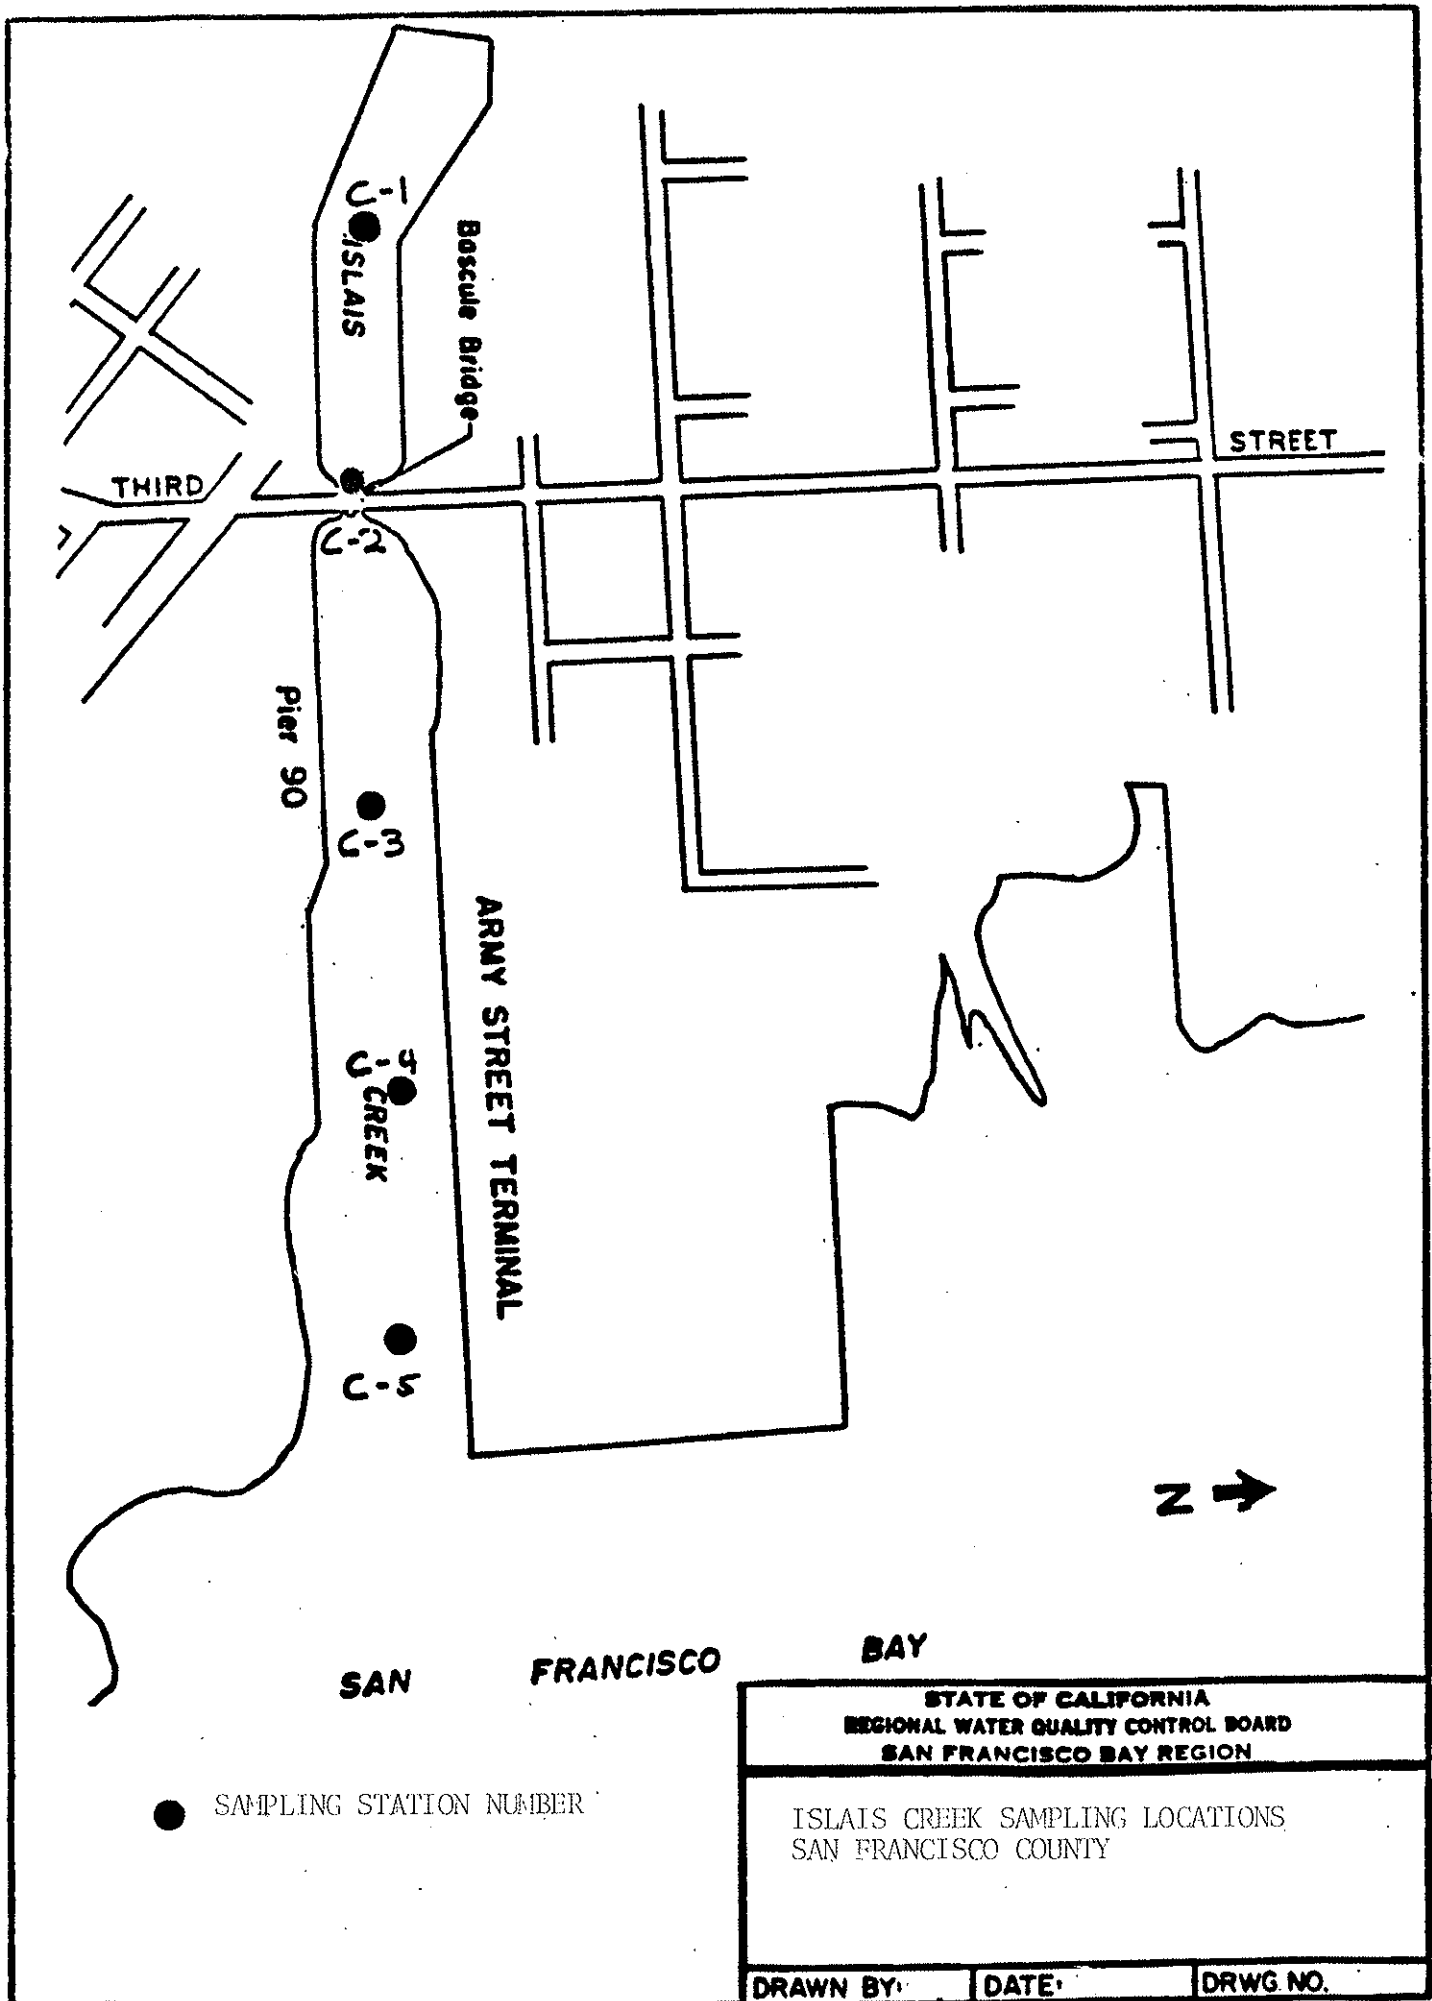 C-1
ISLAIS
Bascule Bridge
STREET
THIRD
C-2
Pier 90
C-3
ARMY STREET TERMINAL
C-4
CREEK
C-5
N
SAN FRANCISCO BAY
STATE OF CALIFORNIA
REGIONAL WATER QUALITY CONTROL BOARD
SAN FRANCISCO BAY REGION
SAMPLING STATION NUMBER
ISLAIS CREEK SAMPLING LOCATIONS
SAN FRANCISCO COUNTY
DRAWN BY: DATE: DRWG. NO.